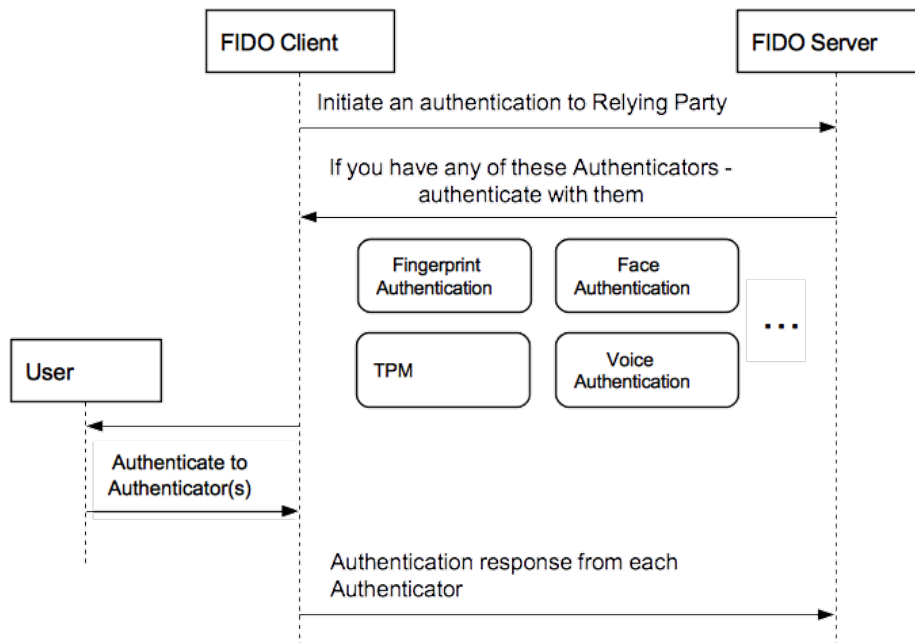 FIDO Client
FIDO Server
Initiate an authentication to Relying Party
If you have any of these Authenticators -
authenticate with them
Fingerprint
Authentication
Face
Authentication
...
TPM
Voice
Authentication
User
Authenticate to
Authenticator(s)
Authentication response from each
Authenticator